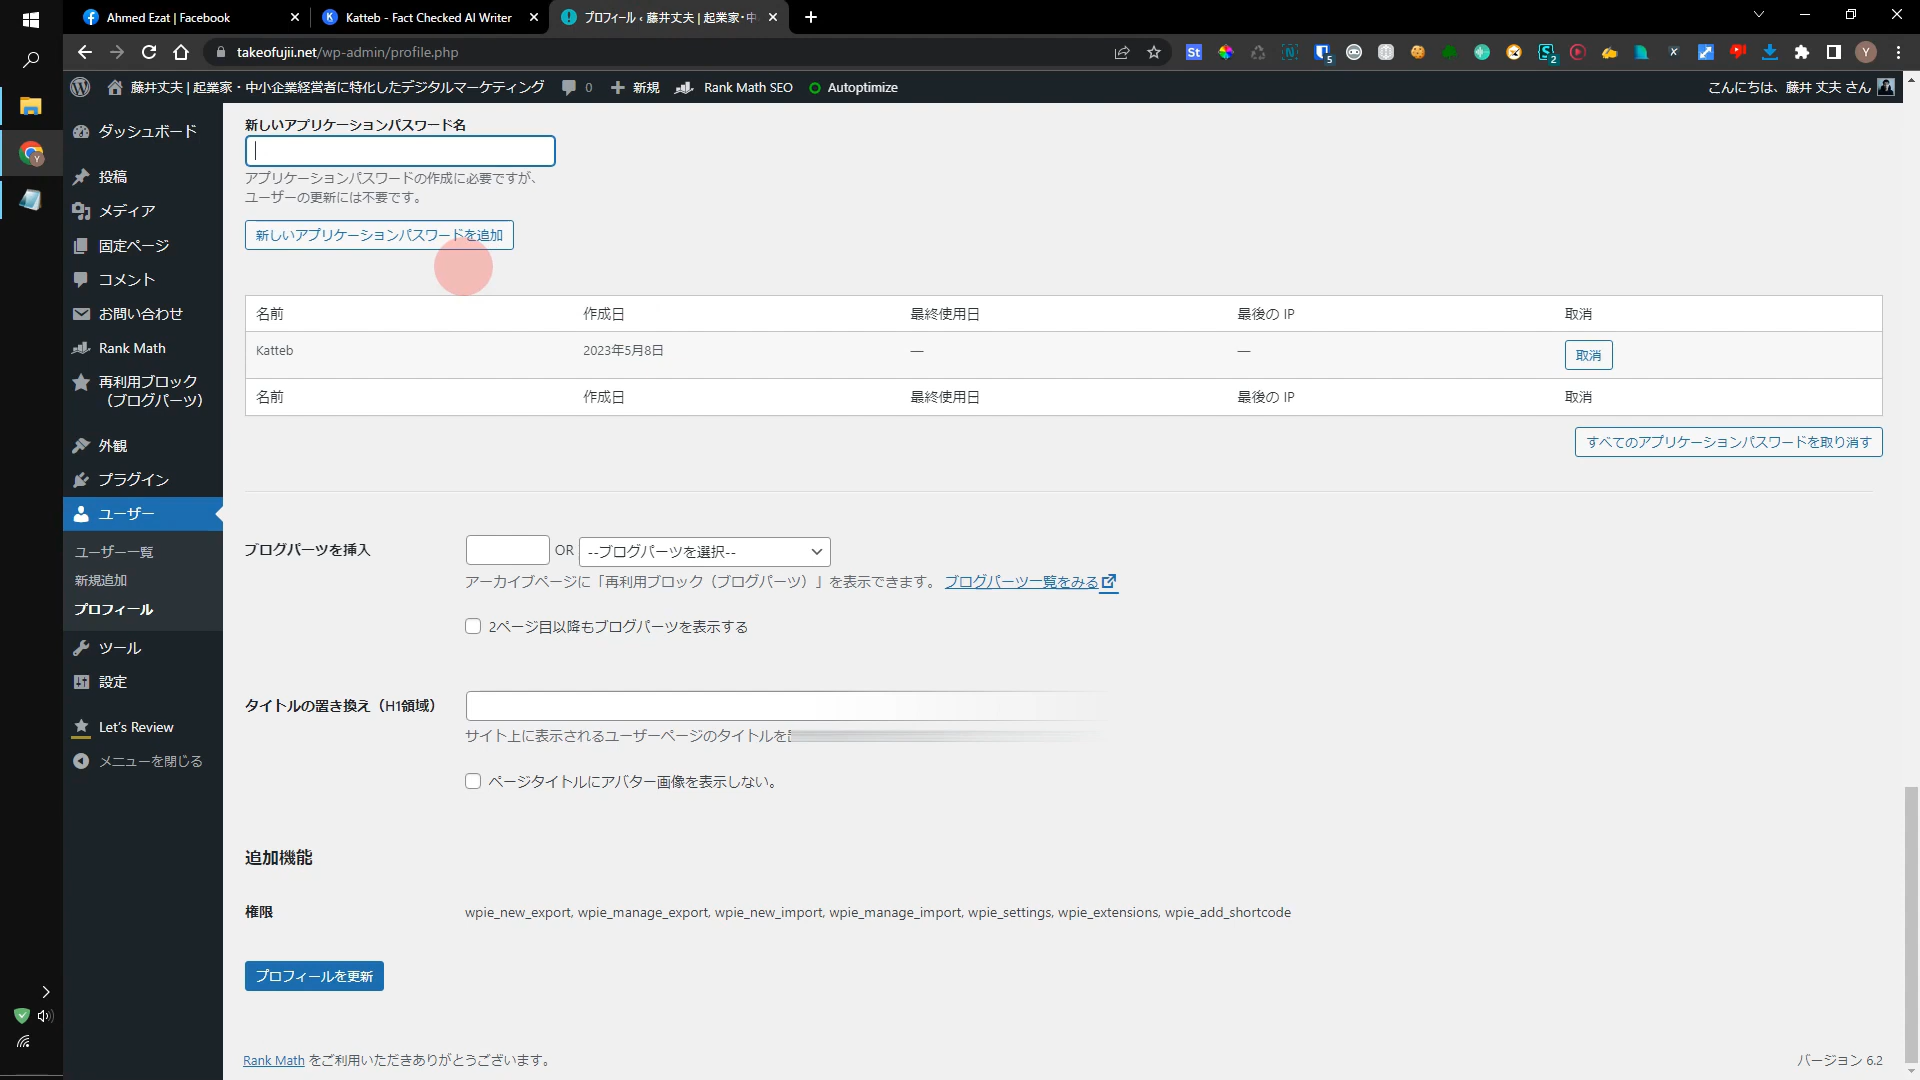 Ahmed Ezat | Facebook
Katteb - Fact Checked AI Writer
プロフィール ‹ 藤井丈夫 | 起業家・中
takeofujii.net/wp-admin/profile.php
藤井丈夫 | 起業家・中小企業経営者に特化したデジタルマーケティング
0
新規
Rank Math SEO
Autoptimize
こんにちは、藤井 丈夫 さん
ダッシュボード
投稿
メディア
固定ページ
コメント
お問い合わせ
Rank Math
再利用ブロック
（ブログパーツ）
外観
プラグイン
ユーザー
ユーザー一覧
新規追加
プロフィール
ツール
設定
Let's Review
メニューを閉じる
新しいアプリケーションパスワード名
アプリケーションパスワードの作成に必要ですが、
ユーザーの更新には不要です。
新しいアプリケーションパスワードを追加
名前 作成日 最終使用日 最後の IP 取消
Katteb 2023年5月8日 — — 取消
名前 作成日 最終使用日 最後の IP 取消
すべてのアプリケーションパスワードを取り消す
ブログパーツを挿入
OR
--ブログパーツを選択--
アーカイブページに「再利用ブロック（ブログパーツ）」を表示できます。 ブログパーツ一覧をみる
2ページ目以降もブログパーツを表示する
タイトルの置き換え（H1領域）
サイト上に表示されるユーザーページのタイトルを
ページタイトルにアバター画像を表示しない。
追加機能
権限
wpie_new_export, wpie_manage_export, wpie_new_import, wpie_manage_import, wpie_settings, wpie_extensions, wpie_add_shortcode
プロフィールを更新
Rank Math をご利用いただきありがとうございます。
バージョン 6.2